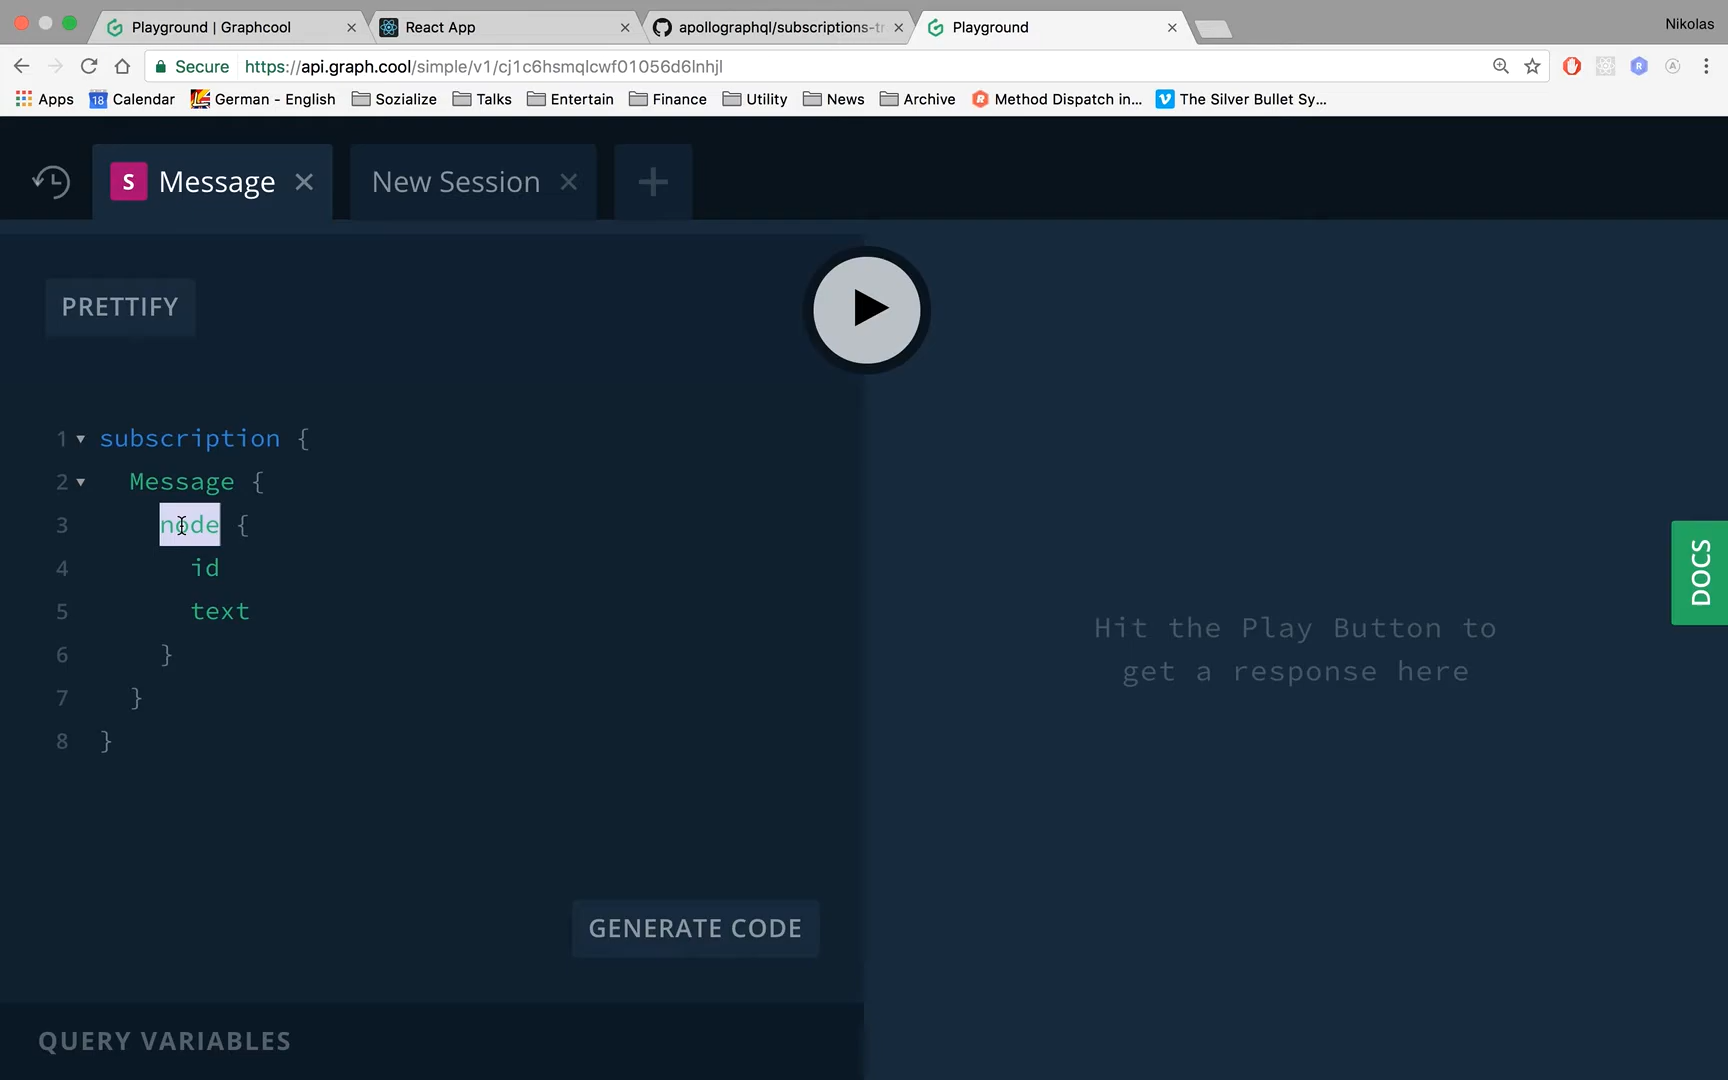 Playground | Graphcool
React App
apollographql/subscriptions-tr
Playground
Nikolas
Secure https://api.graph.cool/simple/v1/cj1c6hsmqlcwf01056d6lnhjl
Apps 18 Calendar German - English Sozialize Talks Entertain Finance Utility News Archive Method Dispatch in... The Silver Bullet Sy...
S Message
New Session
PRETTIFY
1 subscription {
2 Message {
3 node {
4 id
5 text
6 }
7 }
8 }
Hit the Play Button to
get a response here
DOCS
GENERATE CODE
QUERY VARIABLES